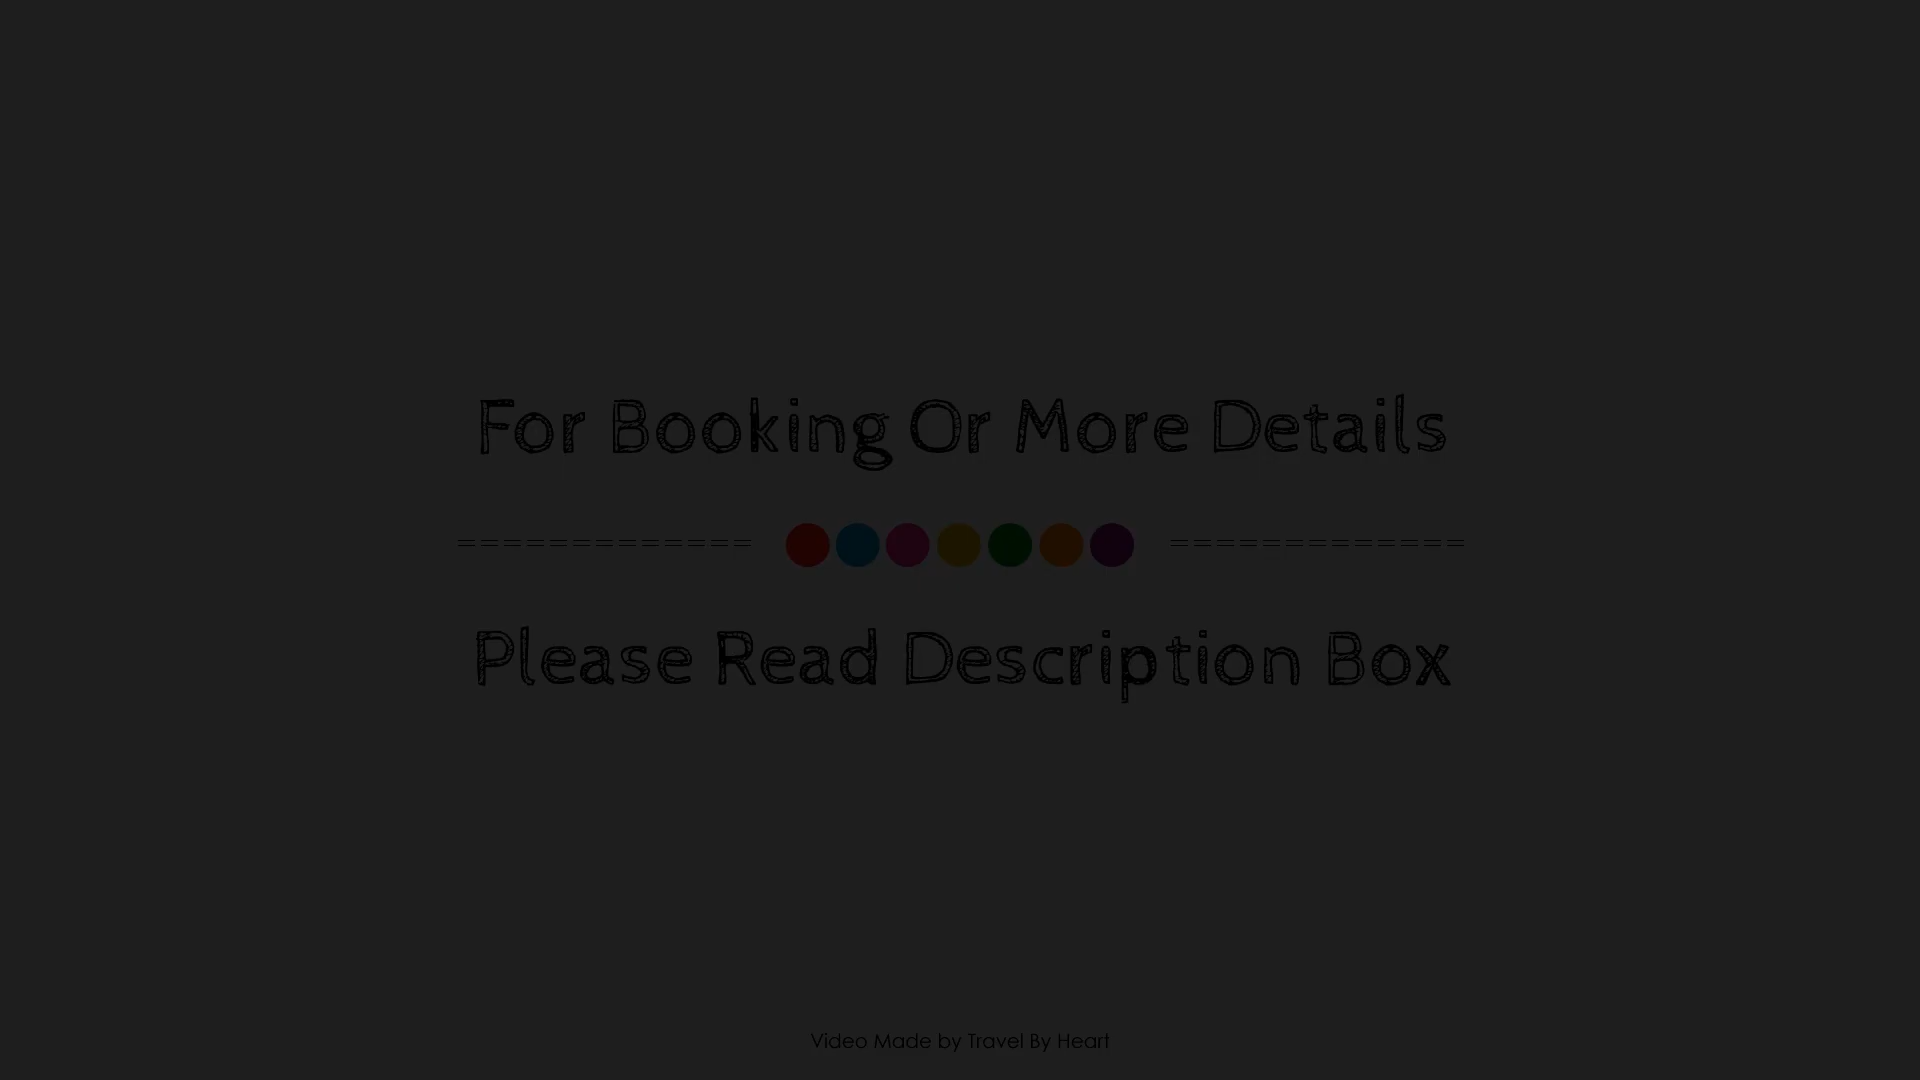 For Booking Or More Details
============= =============
Please Read Description Box
Video Made by Travel By Heart